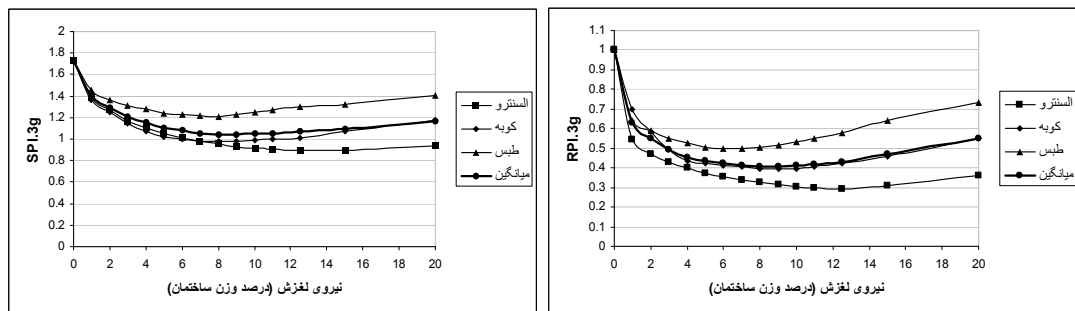 SPI.3g
2
1.8
1.6
1.4
1.2
1
0.8
0.6
0.4
0.2
0
0 2 4 6 8 10 12 14 16 18 20
نیروی لغزش (درصد وزن ساختمان)
السنترو
کوبه
طبس
میانگین
RPI.3g
1.1
1
0.9
0.8
0.7
0.6
0.5
0.4
0.3
0.2
0.1
0
0 2 4 6 8 10 12 14 16 18 20
نیروی لغزش (درصد وزن ساختمان)
السنترو
کوبه
طبس
میانگین